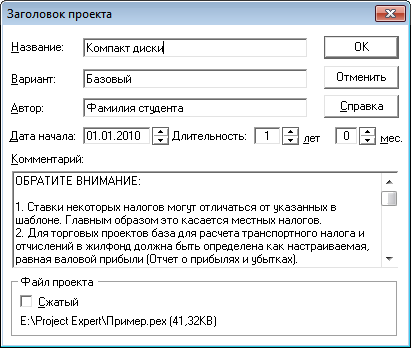 Заголовок проекта
Название: Компакт диски OK
Вариант: Базовый Отменить
Автор: Фамилия студента Справка
Дата начала: 01.01.2010 Длительность: 1 лет 0 мес.
Комментарий:
ОБРАТИТЕ ВНИМАНИЕ:
1. Ставки некоторых налогов могут отличаться от указанных в
шаблоне. Главным образом это касается местных налогов.
2. Для торговых проектов база для расчета транспортного налога и
отчислений в жилфонд должна быть определена как настраиваемая,
равная валовой прибыли (Отчет о прибылях и убытках).
Файл проекта
Сжатый
E:\Project Expert\Пример.pex (41,32KB)